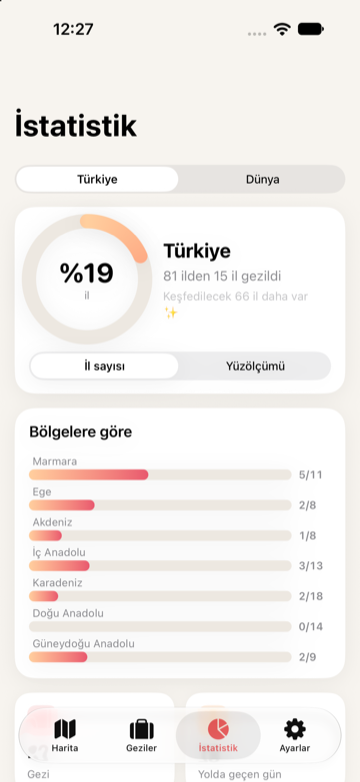 12:27
İstatistik
Türkiye
Dünya
%19
il
Türkiye
81 ilden 15 il gezildi
Keşfedilecek 66 il daha var
✨
İl sayısı
Yüzölçümü
Bölgelere göre
Marmara
5/11
Ege
2/8
Akdeniz
1/8
İç Anadolu
3/13
Karadeniz
2/18
Doğu Anadolu
0/14
Güneydoğu Anadolu
2/9
Harita
Geziler
İstatistik
Ayarlar
Gezi
Yolda geçen gün